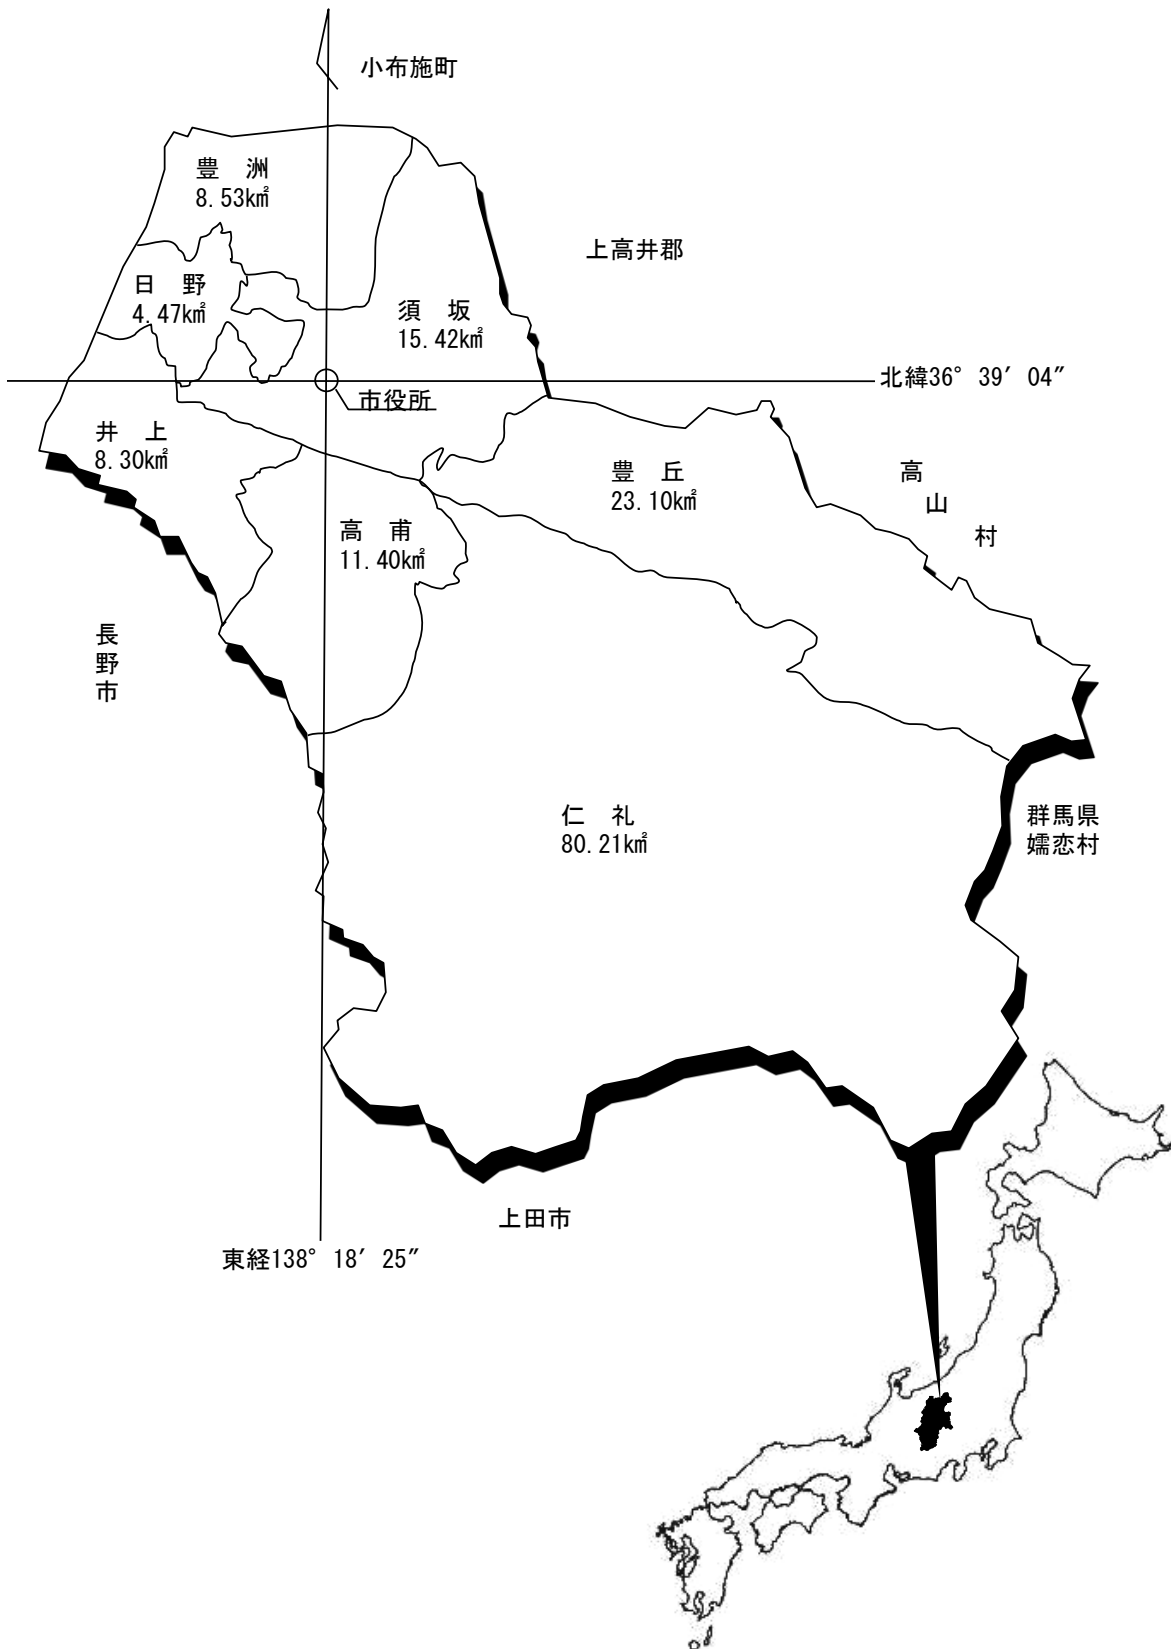 小布施町
豊 洲
8.53k㎡
上高井郡
日 野
4.47k㎡
須 坂
15.42k㎡
北緯36° 39′ 04″
市役所
井 上
8.30k㎡
豊 丘
23.10k㎡
高山村
高 甫
11.40k㎡
長野市
仁 礼
80.21k㎡
群馬県
嬬恋村
上田市
東経138° 18′ 25″